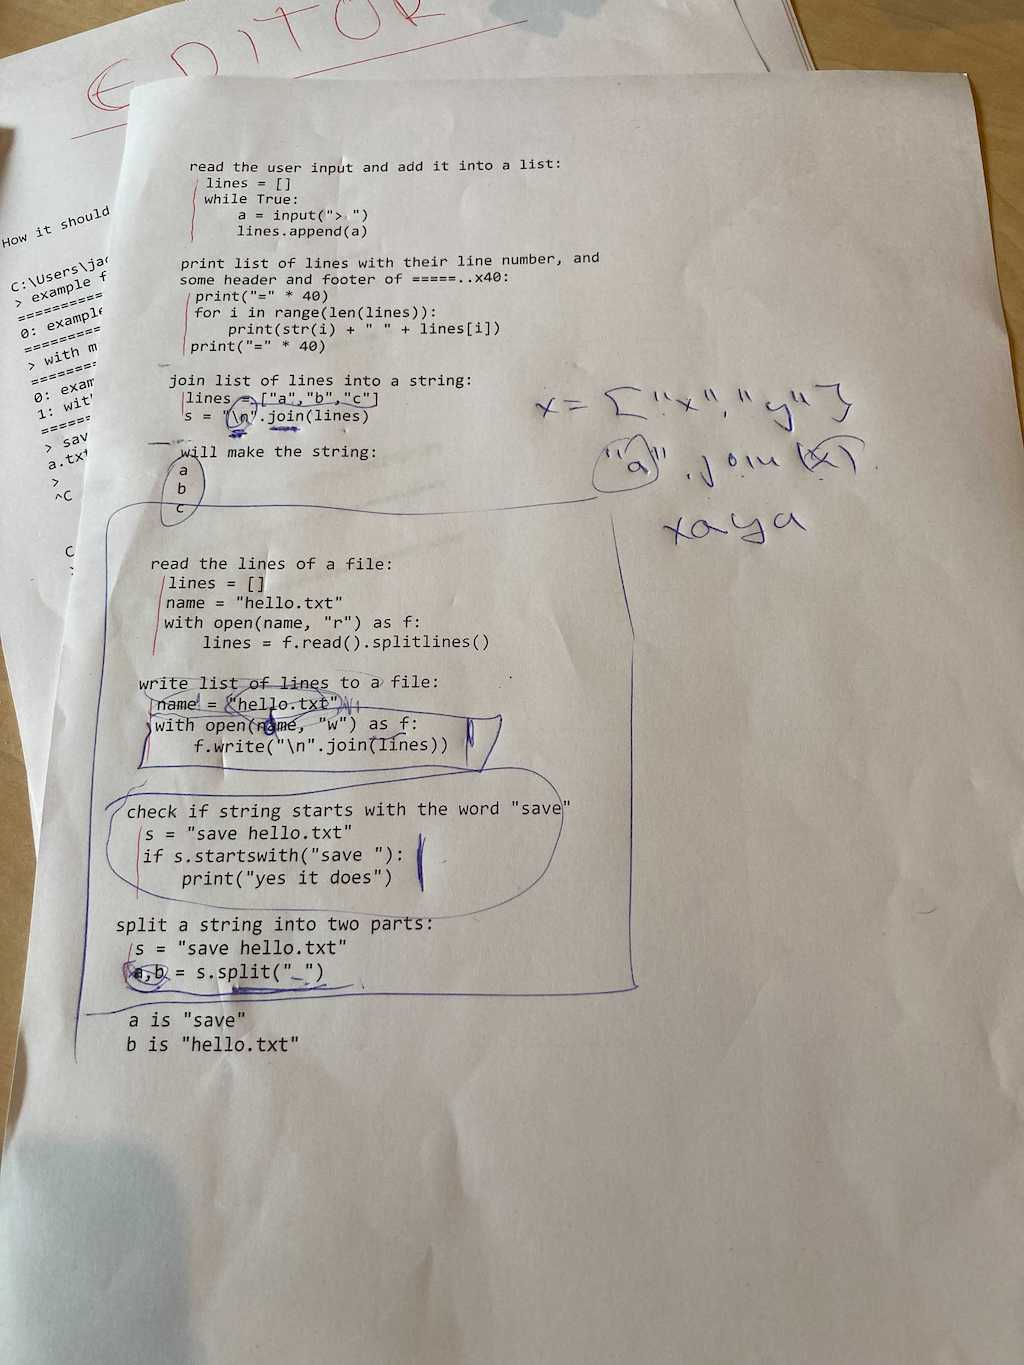 EDITOR
How it should
C:\Users\ja
> example f
0: example
> with m
0: exam
1: wit
> sav
a.txt
>
^C
read the user input and add it into a list:
lines = []
while True:
a = input("> ")
lines.append(a)
print list of lines with their line number, and
some header and footer of =====..x40:
print("=" * 40)
for i in range(len(lines)):
print(str(i) + " " + lines[i])
print("=" * 40)
join list of lines into a string:
lines = ["a","b","c"]
s = "\n".join(lines)
will make the string:
a
b
c
x = ["x","y"]
"a".join(x)
xaya
read the lines of a file:
lines = []
name = "hello.txt"
with open(name, "r") as f:
lines = f.read().splitlines()
write list of lines to a file:
name = "hello.txt"
with open(name, "w") as f:
f.write("\n".join(lines))
check if string starts with the word "save"
s = "save hello.txt"
if s.startswith("save "):
print("yes it does")
split a string into two parts:
s = "save hello.txt"
a,b = s.split(" ")
a is "save"
b is "hello.txt"